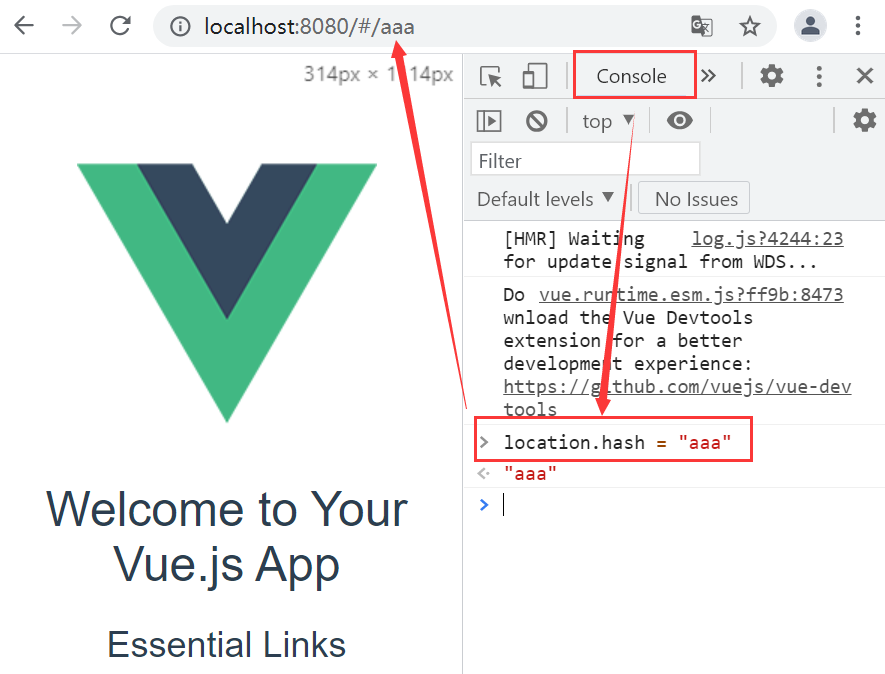 localhost:8080/#/aaa
314px × 1 14px
Console
top
Filter
Default levels
No Issues
[HMR] Waiting log.js?4244:23
for update signal from WDS...
Do vue.runtime.esm.js?ff9b:8473
wnload the Vue Devtools
extension for a better
development experience:
https://github.com/vuejs/vue-dev
tools
> location.hash = "aaa"
"aaa"
>
Welcome to Your
Vue.js App
Essential Links